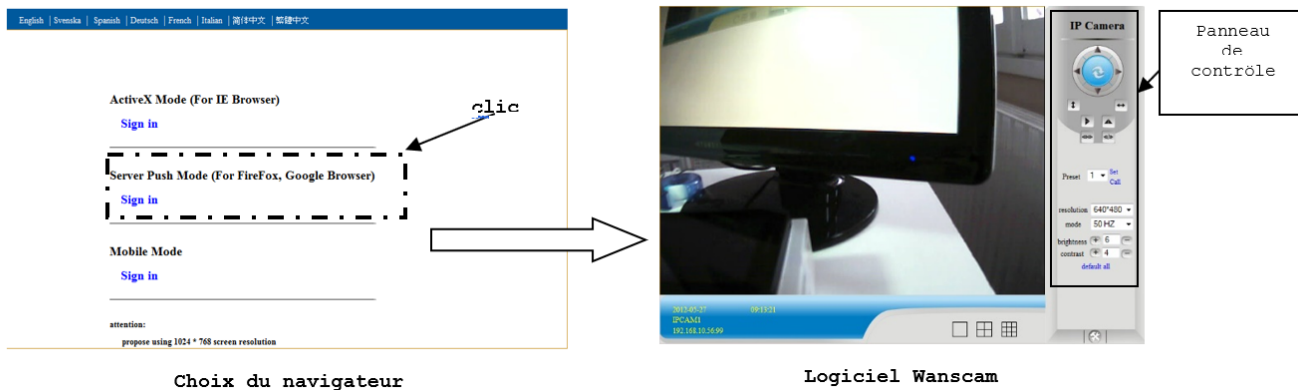 English | Svenska | Spanish | Deutsch | French | Italian | 简体中文 | 繁體中文
ActiveX Mode (For IE Browser)
Sign in
clic
Server Push Mode (For FireFox, Google Browser)
Sign in
Mobile Mode
Sign in
attention:
propose using 1024 * 768 screen resolution
Choix du navigateur
IP Camera
Preset 1 Set
Call
resolution 640*480
mode 50 HZ
brightness + 6 −
contrast + 4 −
default all
2012-05-27 09:13:21
IPCAM1
192.168.10.56:99
Logiciel Wanscam
Panneau
de
contrôle